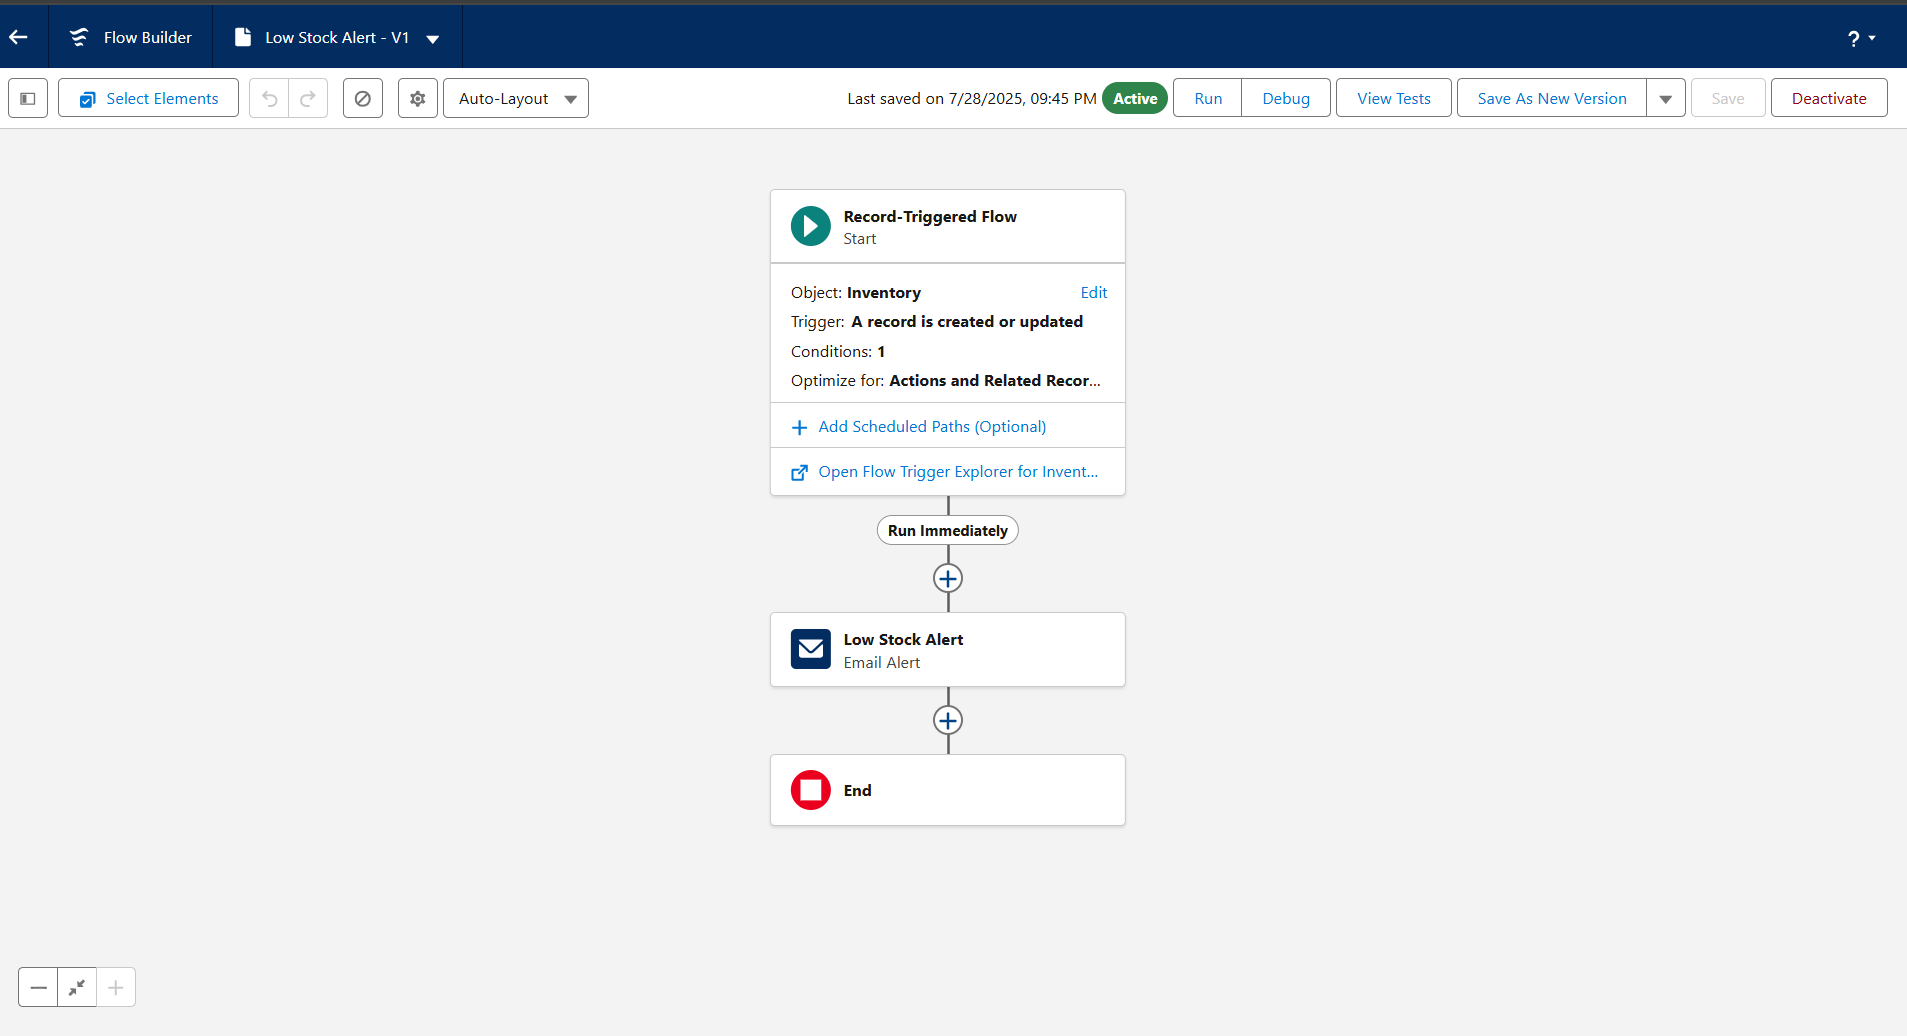 Flow Builder
Low Stock Alert - V1
?
Select Elements
Auto-Layout
Last saved on 7/28/2025, 09:45 PM
Active
Run
Debug
View Tests
Save As New Version
Save
Deactivate
Record-Triggered Flow
Start
Object: Inventory
Edit
Trigger: A record is created or updated
Conditions: 1
Optimize for: Actions and Related Recor...
Add Scheduled Paths (Optional)
Open Flow Trigger Explorer for Invent...
Run Immediately
Low Stock Alert
Email Alert
End